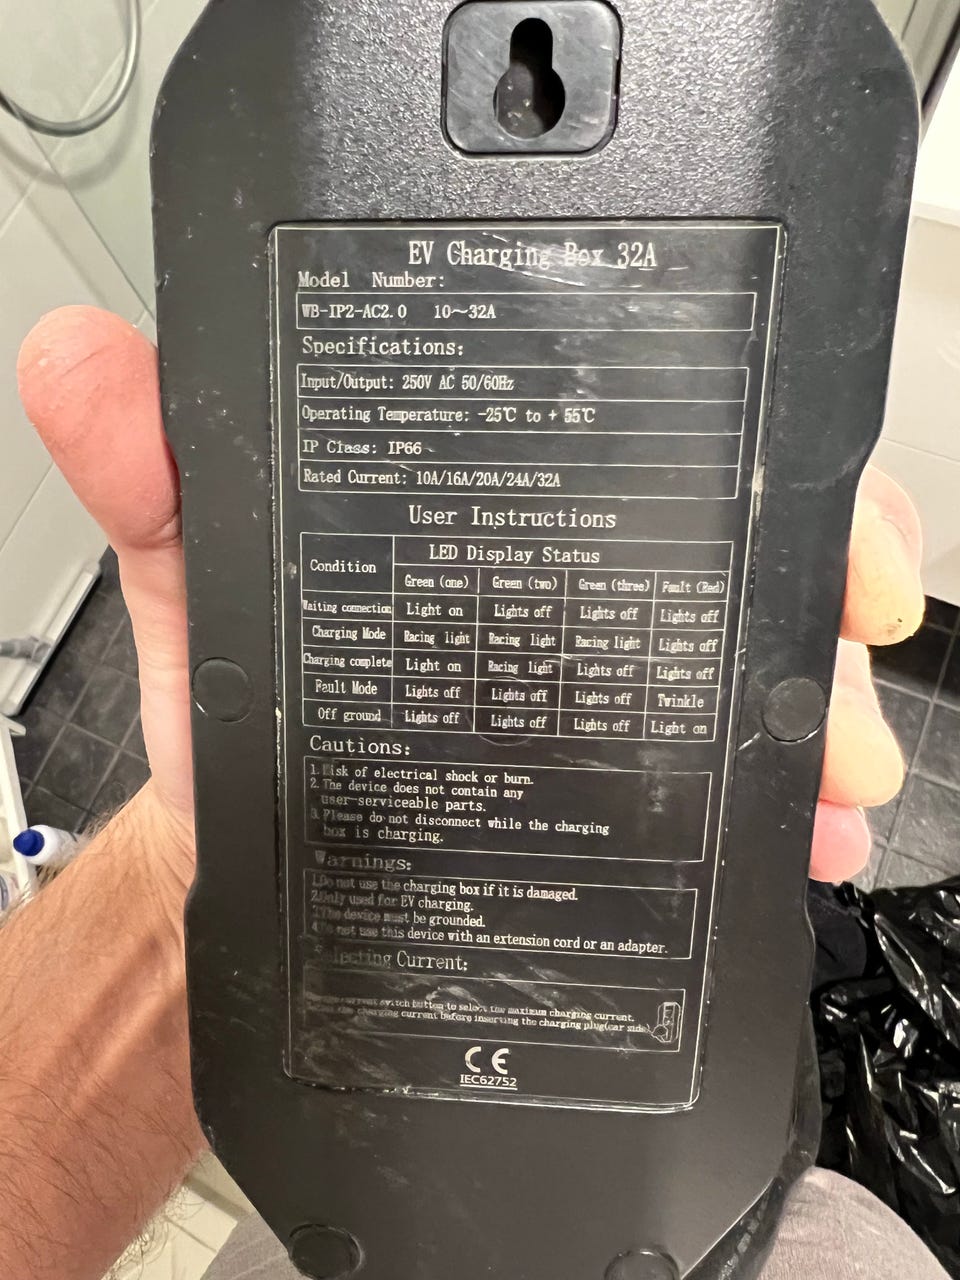 EV Charging Box 32A
Model Number:
WB-IP2-AC2.0 10~32A
Specifications:
Input/Output: 250V AC 50/60Hz
Operating Temperature: -25℃ to + 55℃
IP Class: IP66
Rated Current: 10A/16A/20A/24A/32A
User Instructions
Condition
LED Display Status
Green (one) Green (two) Green (three) Fault (Red)
Waiting connection Light on Lights off Lights off Lights off
Charging Mode Racing light Racing light Racing light Lights off
Charging complete Light on Racing light Lights off Lights off
Fault Mode Lights off Lights off Lights off Twinkle
Off ground Lights off Lights off Lights off Light on
Cautions:
1. Risk of electrical shock or burn.
2. The device does not contain any
user-serviceable parts.
3. Please do not disconnect while the charging
box is charging.
Warnings:
1.Do not use the charging box if it is damaged.
2.Only used for EV charging.
3.The device must be grounded.
4.Do not use this device with an extension cord or an adapter.
Selecting Current:
current switch button to select the maximum charging current.
the charging current before inserting the charging plug(car side)
CE
IEC62752